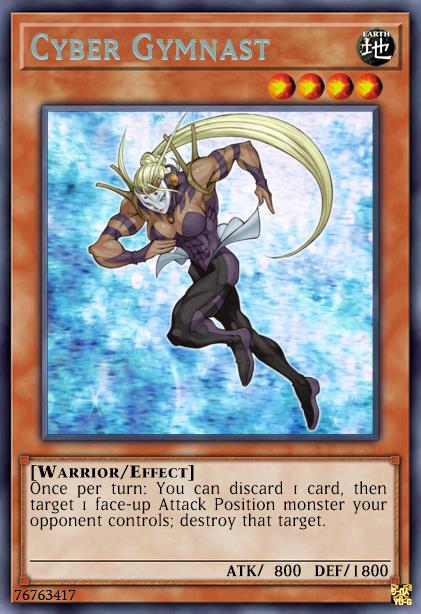 Cyber Gymnast
EARTH
地
[Warrior/Effect]
Once per turn: You can discard 1 card, then
target 1 face-up Attack Position monster your
opponent controls; destroy that target.
ATK/ 800 DEF/1800
76763417